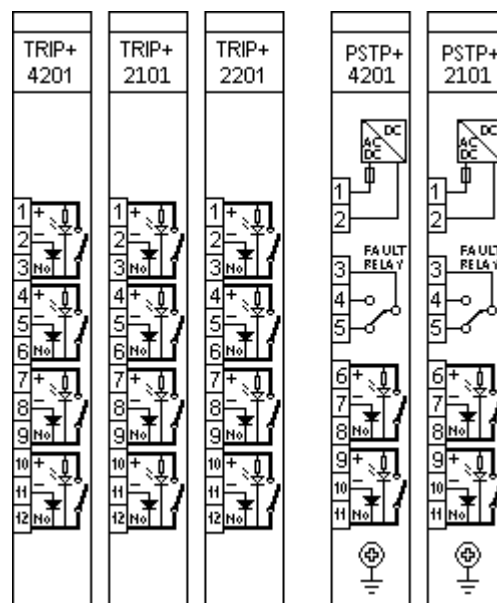 TRIP+
4201
1 +
2 –
3 No
4 +
5 –
6 No
7 +
8 –
9 No
10 +
11 –
12 No
TRIP+
2101
1 +
2 –
3 No
4 +
5 –
6 No
7 +
8 –
9 No
10 +
11 –
12 No
TRIP+
2201
1 +
2 –
3 No
4 +
5 –
6 No
7 +
8 –
9 No
10 +
11 –
12 No
PSTP+
4201
DC
AC
DC
1
2
FAULT
RELAY
3
4
5
6 +
7 –
8 No
9 +
10 –
11 No
PSTP+
2101
DC
AC
DC
1
2
FAULT
RELAY
3
4
5
6 +
7 –
8 No
9 +
10 –
11 No